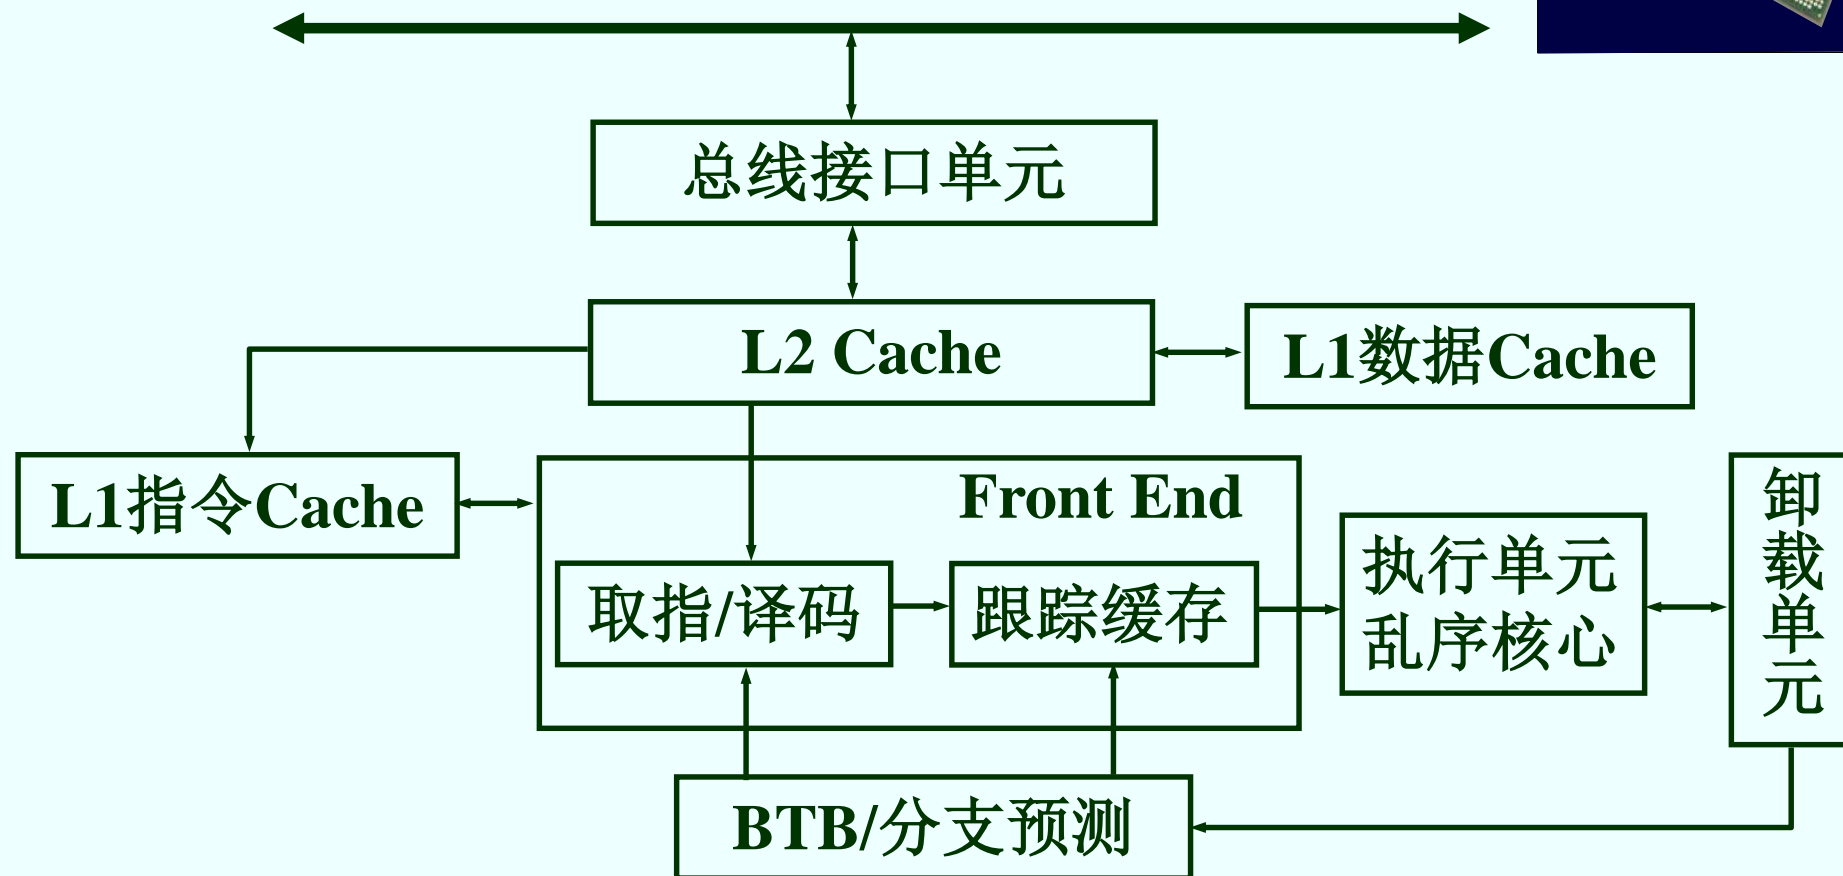 总线接口单元
L2 Cache
L1数据Cache
L1指令Cache
Front End
取指/译码
跟踪缓存
执行单元
乱序核心
卸
载
单
元
BTB/分支预测